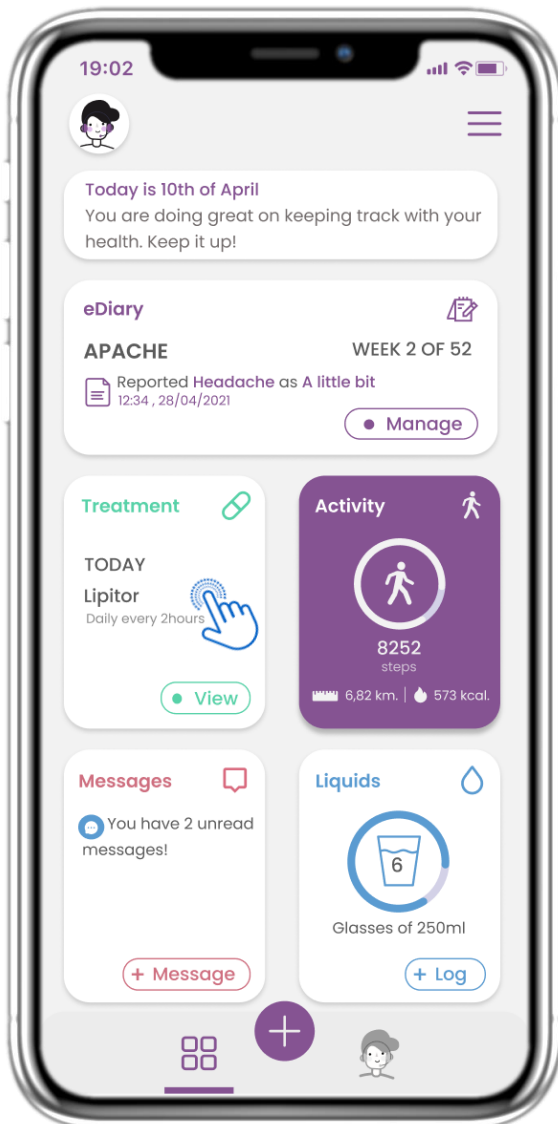 19:02
Today is 10th of April
You are doing great on keeping track with your
health. Keep it up!
eDiary
APACHE
WEEK 2 OF 52
Reported Headache as A little bit
12:34 , 28/04/2021
Manage
Treatment
TODAY
Lipitor
Daily every 2hours
View
Activity
8252
steps
6,82 km. | 573 kcal.
Messages
You have 2 unread
messages!
+ Message
Liquids
6
Glasses of 250ml
+ Log